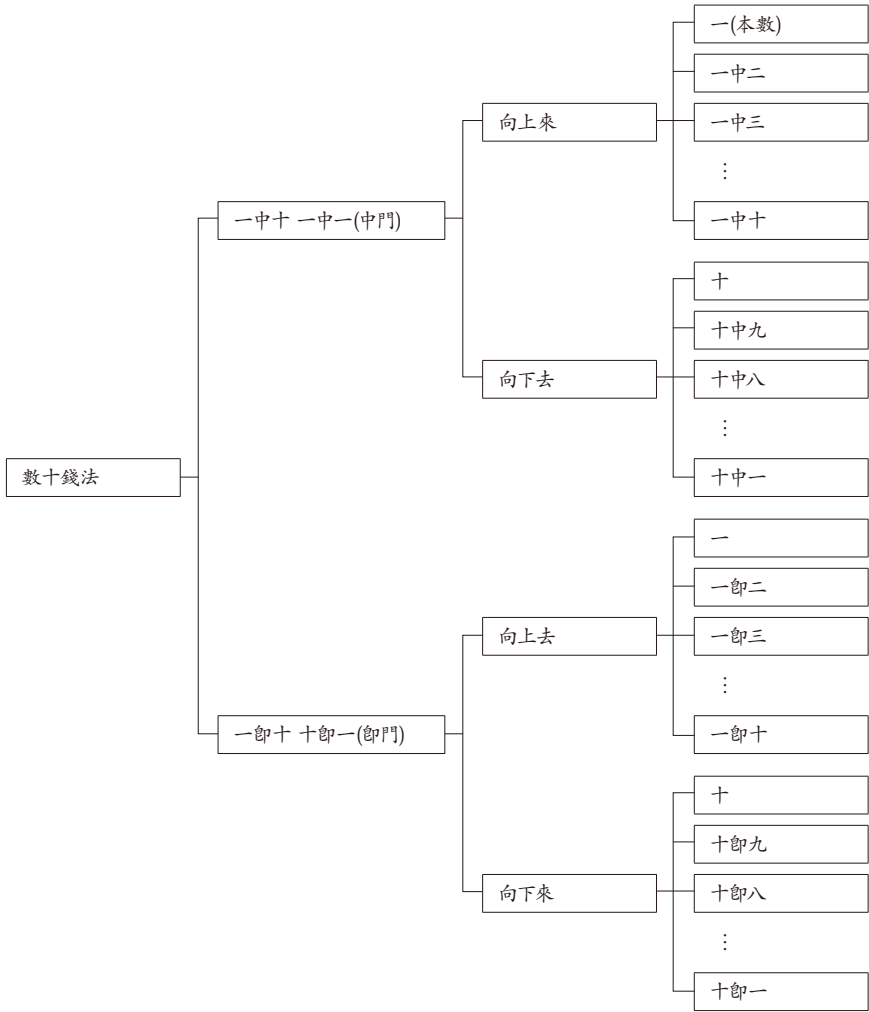 數十錢法
一中十 一中一(中門)
向上來
一(本數)
一中二
一中三
⋮
一中十
向下去
十
十中九
十中八
⋮
十中一
一卽十 十卽一(卽門)
向上去
一
一卽二
一卽三
⋮
一卽十
向下來
十
十卽九
十卽八
⋮
十卽一